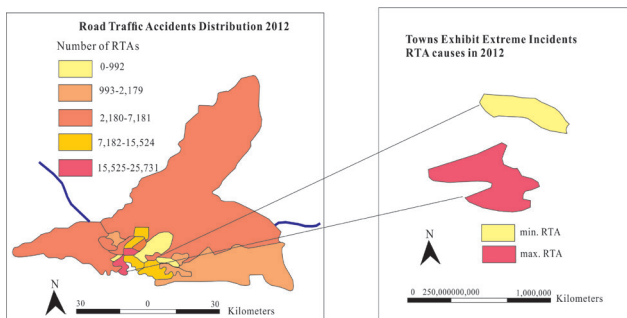 Road Traffic Accidents Distribution 2012
Number of RTAs
0-992
993-2,179
2,180-7,181
7,182-15,524
15,525-25,731
N
30 0 30
Kilometers
Towns Exhibit Extreme Incidents
RTA causes in 2012
min. RTA
max. RTA
N
0 250,000000,000 1,000,000
Kilometers